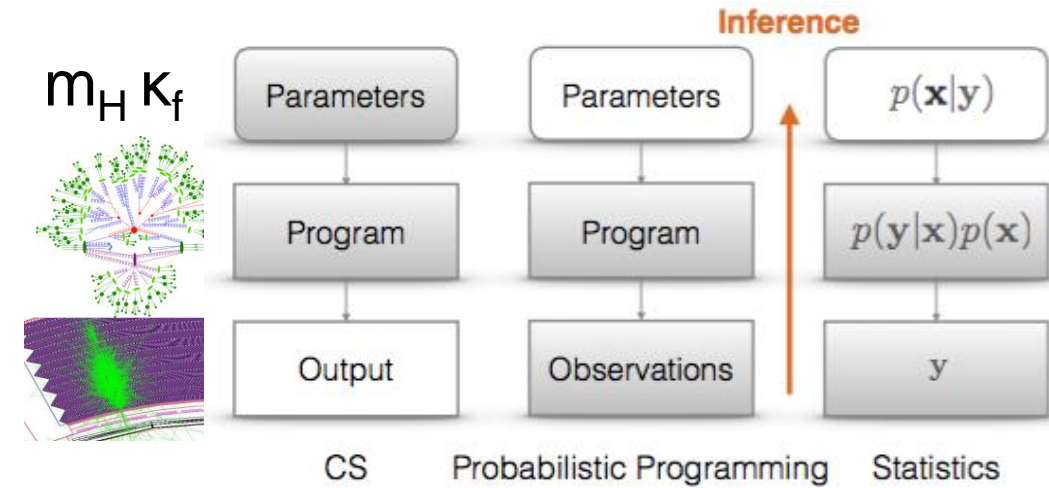 Inference
m_H κ_f
Parameters
Parameters
p(x|y)
Program
Program
p(y|x)p(x)
Output
Observations
y
CS
Probabilistic Programming
Statistics